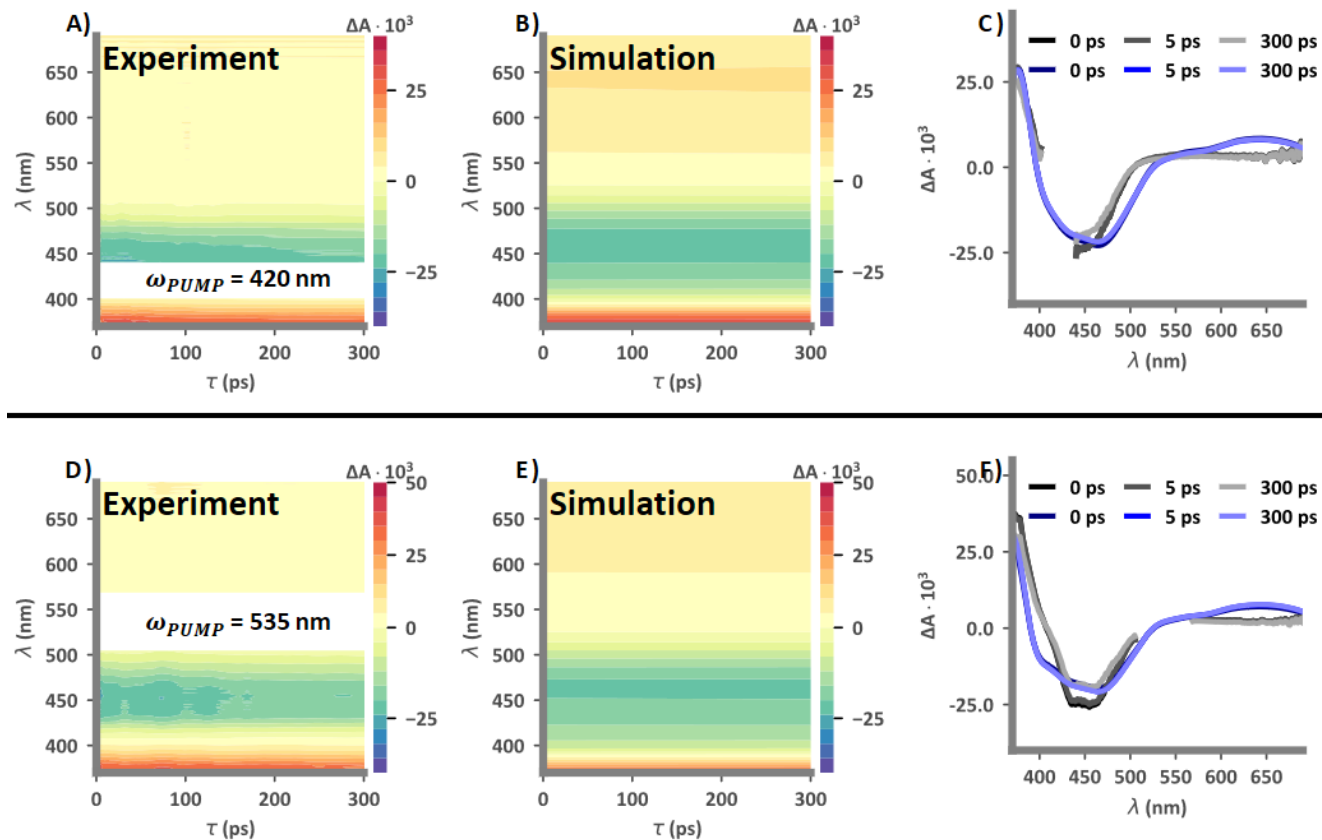 A)
ΔA · 10³
Experiment
650
600
550
500
450
400
λ (nm)
25
0
−25
ω_PUMP = 420 nm
0
100
200
300
τ (ps)
B)
ΔA · 10³
Simulation
650
600
550
500
450
400
λ (nm)
25
0
−25
0
100
200
300
τ (ps)
C)
0 ps 5 ps 300 ps
0 ps 5 ps 300 ps
25.0
0.0
-25.0
ΔA · 10³
400 450 500 550 600 650
λ (nm)
D)
ΔA · 10³
Experiment
650
600
550
500
450
400
λ (nm)
50
25
0
−25
ω_PUMP = 535 nm
0
100
200
300
τ (ps)
E)
ΔA · 10³
Simulation
650
600
550
500
450
400
λ (nm)
50
25
0
−25
0
100
200
300
τ (ps)
F)
0 ps 5 ps 300 ps
0 ps 5 ps 300 ps
50.0
25.0
0.0
-25.0
ΔA · 10³
400 450 500 550 600 650
λ (nm)